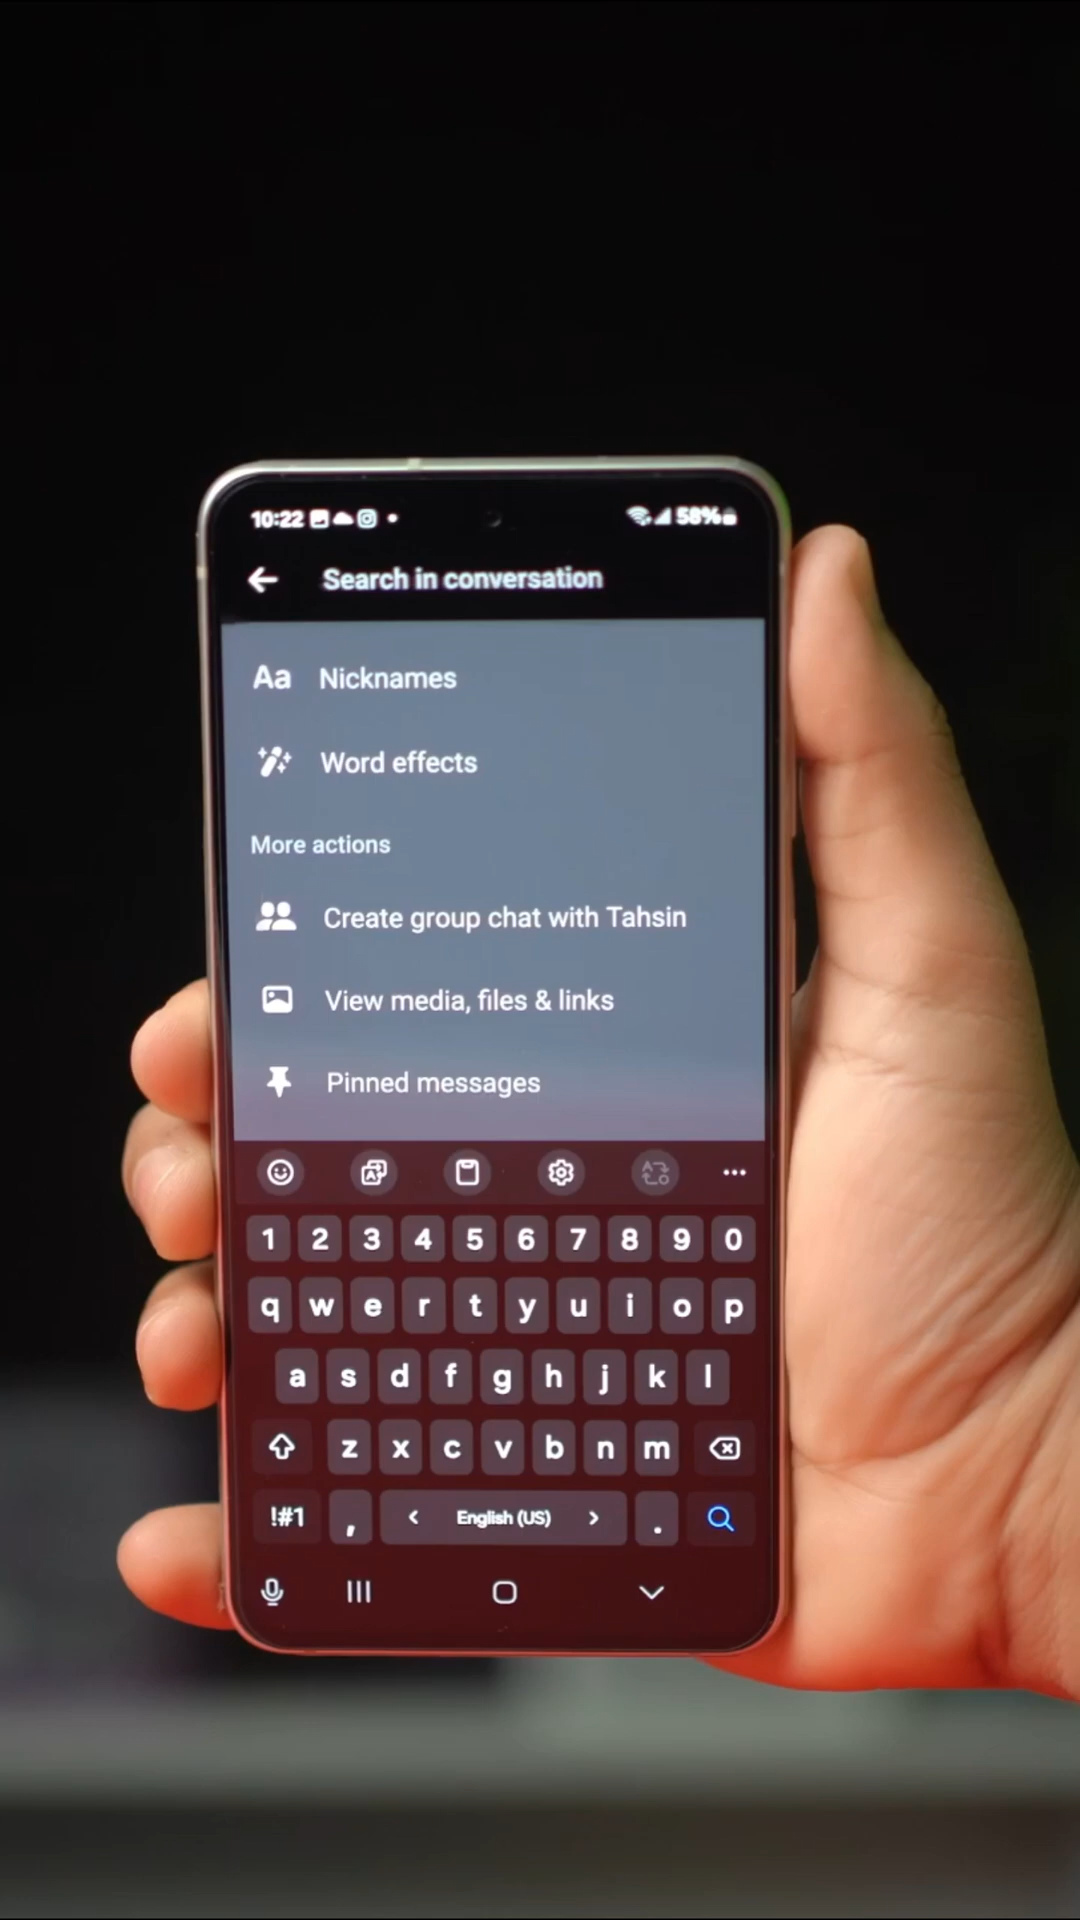 10:22 58%
Search in conversation
Aa Nicknames
Word effects
More actions
Create group chat with Tahsin
View media, files & links
Pinned messages
1 2 3 4 5 6 7 8 9 0
q w e r t y u i o p
a s d f g h j k l
z x c v b n m
!#1 , < English (US) > .